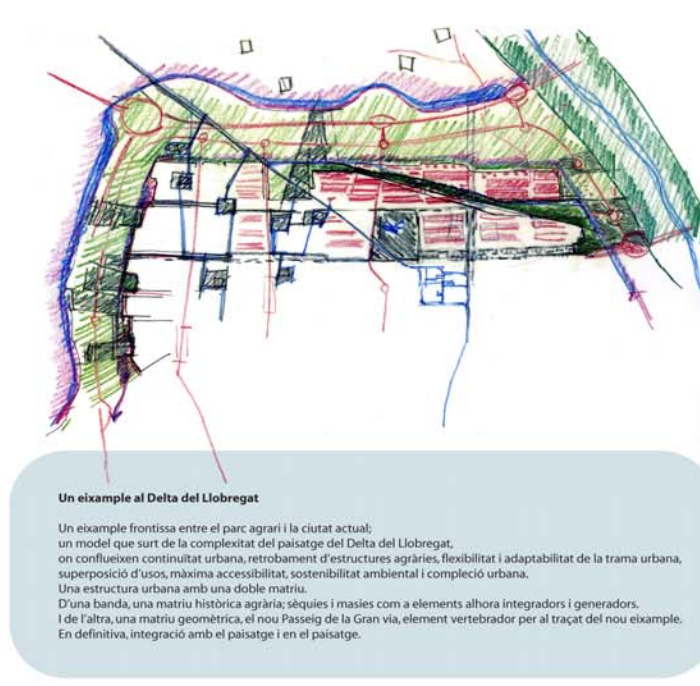 Un eixample al Delta del Llobregat
Un eixample frontissa entre el parc agrari i la ciutat actual;
un model que surt de la complexitat del paisatge del Delta del Llobregat,
on conflueixen continuïtat urbana, retrobament d'estructures agràries, flexibilitat i adaptabilitat de la trama urbana,
superposició d'usos, màxima accessibilitat, sostenibilitat ambiental i compleció urbana.
Una estructura urbana amb una doble matriu.
D'una banda, una matriu històrica agrària; sèquies i masies com a elements alhora integradors i generadors.
I de l'altra, una matriu geomètrica, el nou Passeig de la Gran via, element vertebrador per al traçat del nou eixample.
En definitiva, integració amb el paisatge i en el paisatge.